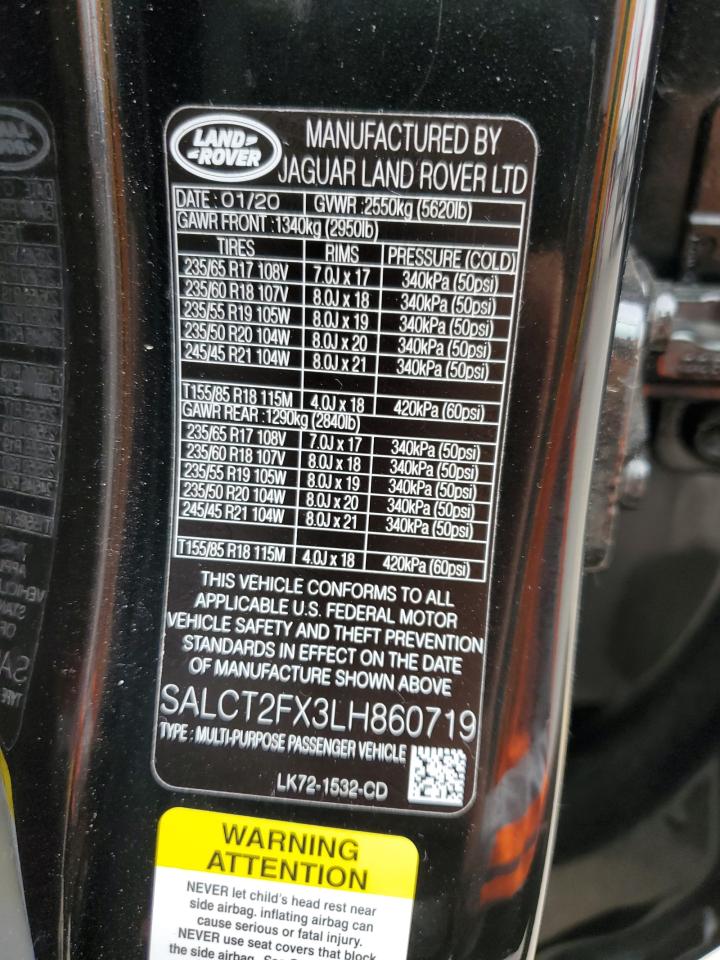 LAND ROVER
MANUFACTURED BY
JAGUAR LAND ROVER LTD
DATE : 01/20 GVWR : 2550kg (5620lb)
GAWR FRONT : 1340kg (2950lb)
TIRES RIMS PRESSURE (COLD)
235/65 R17 108V 7.0J x 17 340kPa (50psi)
235/60 R18 107V 8.0J x 18 340kPa (50psi)
235/55 R19 105W 8.0J x 19 340kPa (50psi)
235/50 R20 104W 8.0J x 20 340kPa (50psi)
245/45 R21 104W 8.0J x 21 340kPa (50psi)
T155/85 R18 115M 4.0J x 18 420kPa (60psi)
GAWR REAR : 1290kg (2840lb)
235/65 R17 108V 7.0J x 17 340kPa (50psi)
235/60 R18 107V 8.0J x 18 340kPa (50psi)
235/55 R19 105W 8.0J x 19 340kPa (50psi)
235/50 R20 104W 8.0J x 20 340kPa (50psi)
245/45 R21 104W 8.0J x 21 340kPa (50psi)
T155/85 R18 115M 4.0J x 18 420kPa (60psi)
THIS VEHICLE CONFORMS TO ALL
APPLICABLE U.S. FEDERAL MOTOR
VEHICLE SAFETY AND THEFT PREVENTION
STANDARDS IN EFFECT ON THE DATE
OF MANUFACTURE SHOWN ABOVE
SALCT2FX3LH860719
TYPE : MULTI-PURPOSE PASSENGER VEHICLE
LK72-1532-CD
WARNING
ATTENTION
NEVER let child's head rest near
side airbag. inflating airbag can
cause serious or fatal injury.
NEVER use seat covers that block
the side airbag.